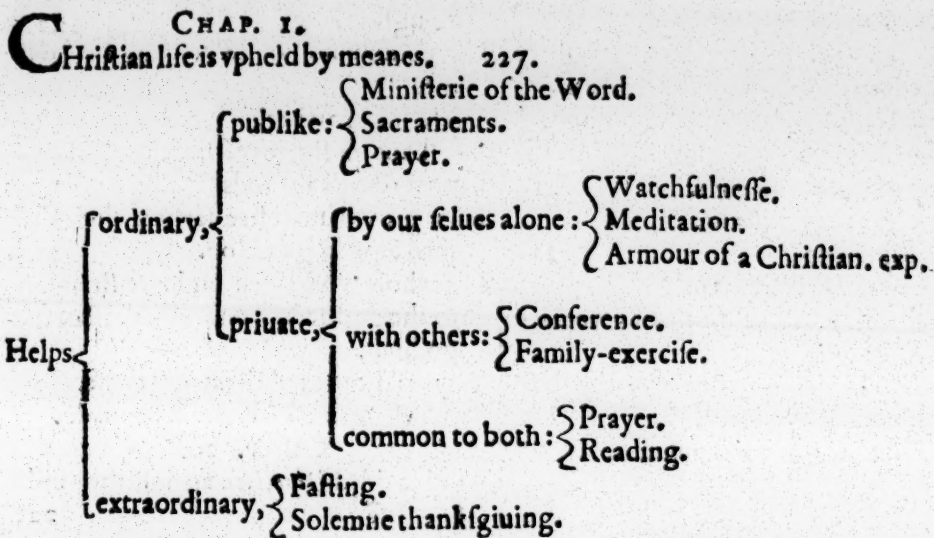 CHAP. I.
CHriſtian life is vpheld by meanes. 227.
Helps
ordinary,
publike:
Miniſterie of the Word.
Sacraments.
Prayer.
priuate,
by our ſelues alone:
Watchfulneſſe.
Meditation.
Armour of a Chriſtian. exp.
with others:
Conference.
Family-exerciſe.
common to both:
Prayer.
Reading.
extraordinary,
Faſting.
Solemne thankſgiuing.